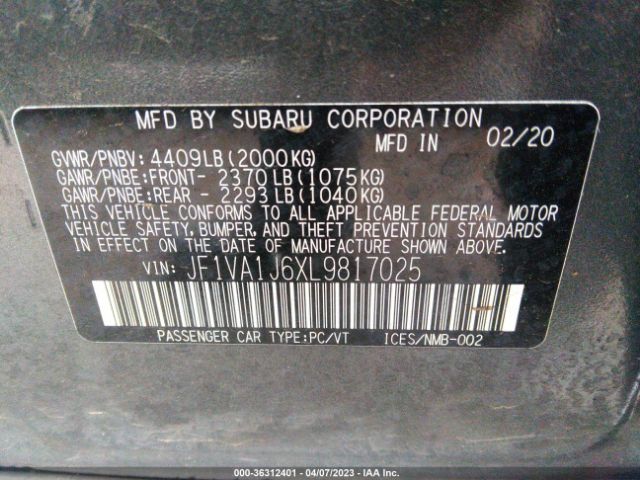 MFD BY SUBARU CORPORATION
MFD IN 02/20
GVWR/PNBV: 4409LB(2000KG)
GAWR/PNBE:FRONT- 2370LB(1075KG)
GAWR/PNBE:REAR - 2293LB(1040KG)
THIS VEHICLE CONFORMS TO ALL APPLICABLE FEDERAL MOTOR
VEHICLE SAFETY, BUMPER, AND THEFT PREVENTION STANDARDS
IN EFFECT ON THE DATE OF MANUFACTURE SHOWN ABOVE.
VIN: JF1VA1J6XL9817025
PASSENGER CAR TYPE:PC/VT ICES/NMB-002
000-36312401 - 04/07/2023 - IAA Inc.